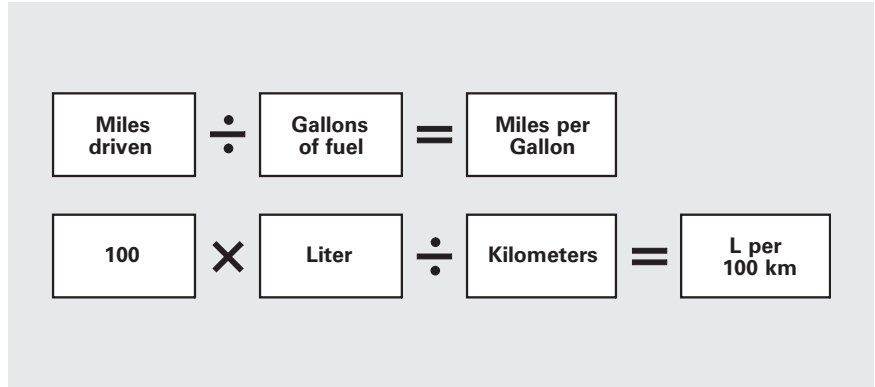 Miles
driven
÷
Gallons
of fuel
=
Miles per
Gallon
100
×
Liter
÷
Kilometers
=
L per
100 km